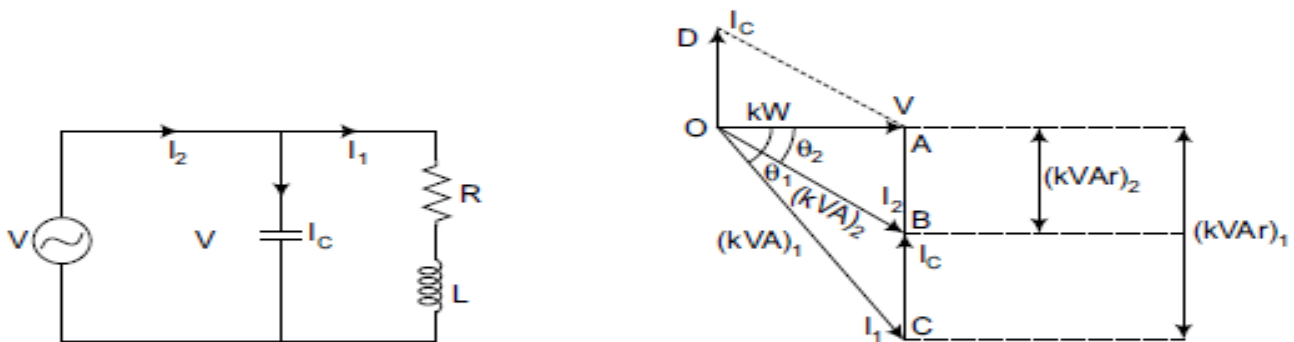 I2
I1
R
V
V
IC
L
D
IC
O
kW
V
A
θ2
θ1
(kVA)2
(kVA)1
I2
B
IC
I1
C
(kVAr)2
(kVAr)1